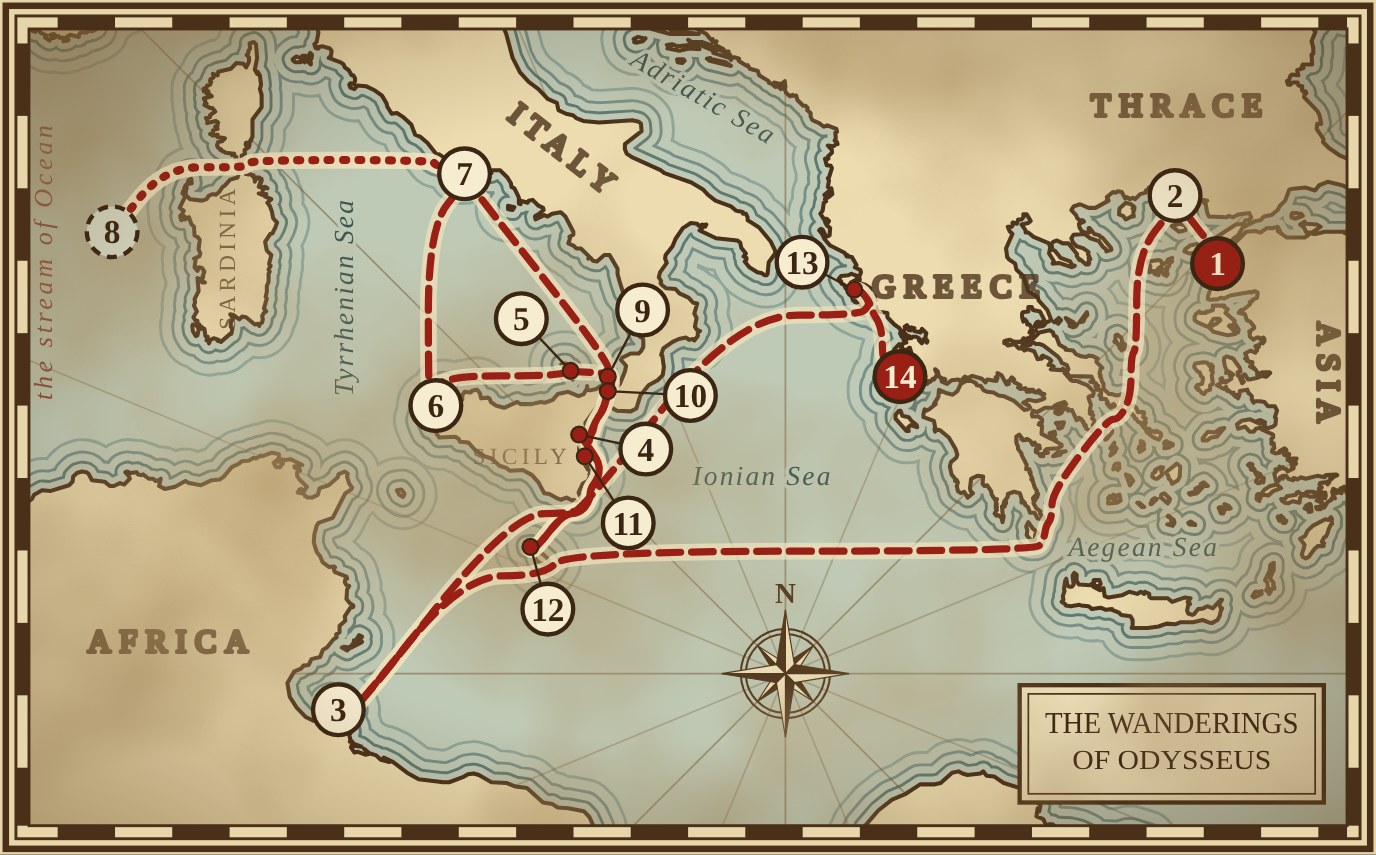 Adriatic Sea
ITALY
THRACE
the stream of Ocean
7
2
8
SARDINIA
Tyrrhenian Sea
13
1
GREECE
5
9
ASIA
6
10
14
SICILY
4
Ionian Sea
11
Aegean Sea
12
N
AFRICA
3
THE WANDERINGS
OF ODYSSEUS